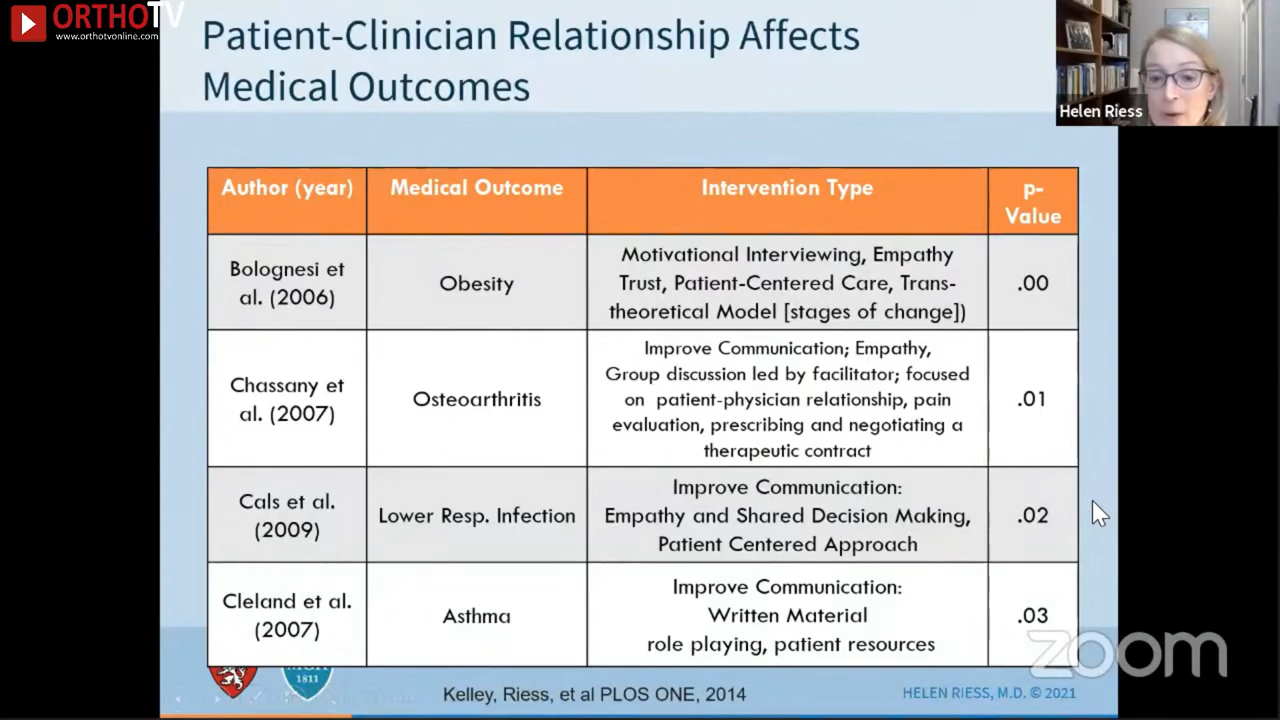 ORTHOTV
www.orthotvonline.com
Patient-Clinician Relationship Affects
Medical Outcomes
Helen Riess
Author (year)
Medical Outcome
Intervention Type
p-
Value
Bolognesi et
al. (2006)
Obesity
Motivational Interviewing, Empathy
Trust, Patient-Centered Care, Trans-
theoretical Model [stages of change])
.00
Chassany et
al. (2007)
Osteoarthritis
Improve Communication; Empathy,
Group discussion led by facilitator; focused
on patient-physician relationship, pain
evaluation, prescribing and negotiating a
therapeutic contract
.01
Cals et al.
(2009)
Lower Resp. Infection
Improve Communication:
Empathy and Shared Decision Making,
Patient Centered Approach
.02
Cleland et al.
(2007)
Asthma
Improve Communication:
Written Material
role playing, patient resources
.03
zoom
MGH
1811
Kelley, Riess, et al PLOS ONE, 2014
HELEN RIESS, M.D. © 2021